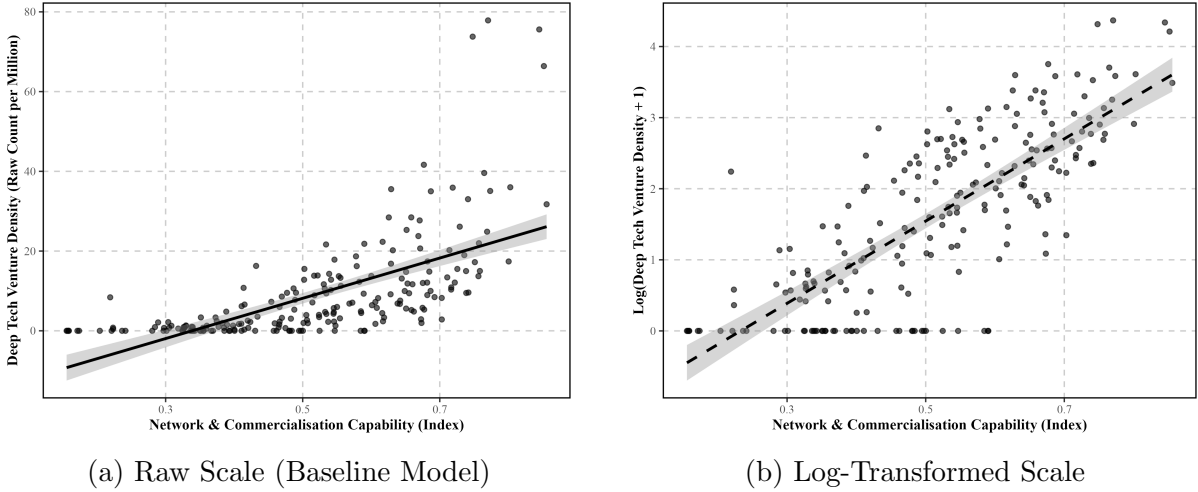 Deep Tech Venture Density (Raw Count per Million)
80
60
40
20
0
0.3
0.5
0.7
Network & Commercialisation Capability (Index)
(a) Raw Scale (Baseline Model)
Log(Deep Tech Venture Density + 1)
4
3
2
1
0
0.3
0.5
0.7
Network & Commercialisation Capability (Index)
(b) Log-Transformed Scale